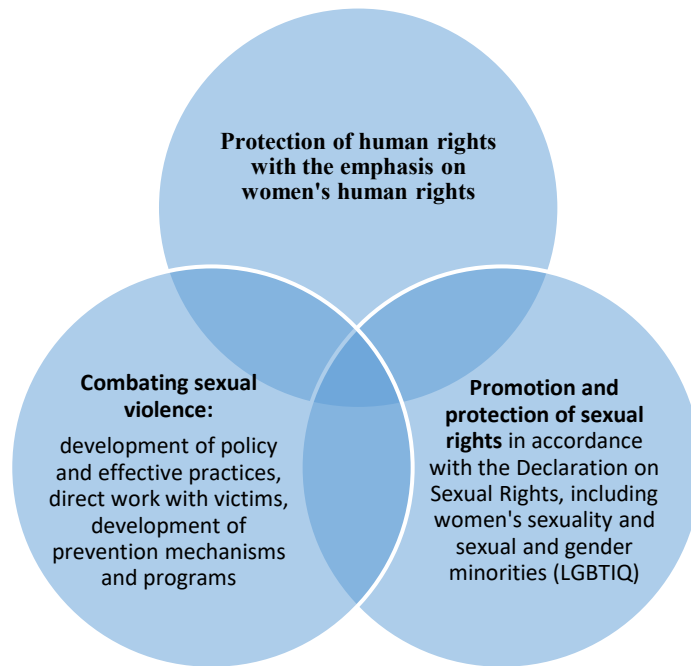 Protection of human rights
with the emphasis on
women's human rights
Combating sexual
violence:
development of policy
and effective practices,
direct work with victims,
development of
prevention mechanisms
and programs
Promotion and
protection of sexual
rights in accordance
with the Declaration on
Sexual Rights, including
women's sexuality and
sexual and gender
minorities (LGBTIQ)